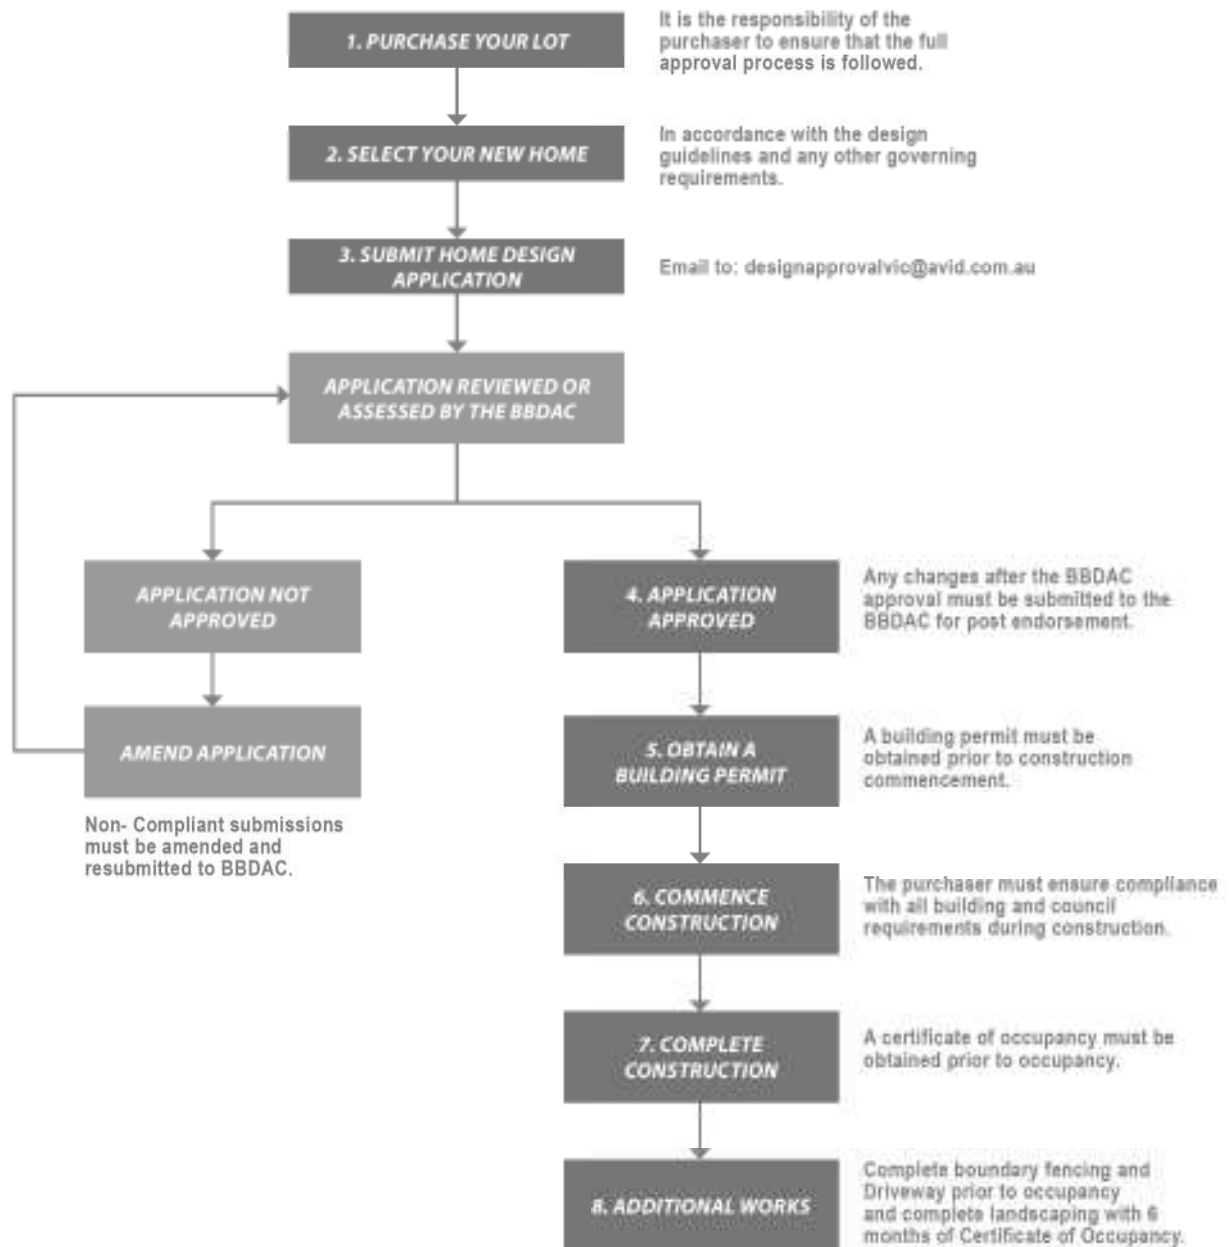 1. PURCHASE YOUR LOT
It is the responsibility of the
purchaser to ensure that the full
approval process is followed.
2. SELECT YOUR NEW HOME
In accordance with the design
guidelines and any other governing
requirements.
3. SUBMIT HOME DESIGN
APPLICATION
Email to: designapprovalvic@avid.com.au
APPLICATION REVIEWED OR
ASSESSED BY THE BBDAC
APPLICATION NOT
APPROVED
AMEND APPLICATION
Non- Compliant submissions
must be amended and
resubmitted to BBDAC.
4. APPLICATION
APPROVED
Any changes after the BBDAC
approval must be submitted to the
BBDAC for post endorsement.
5. OBTAIN A
BUILDING PERMIT
A building permit must be
obtained prior to construction
commencement.
6. COMMENCE
CONSTRUCTION
The purchaser must ensure compliance
with all building and council
requirements during construction.
7. COMPLETE
CONSTRUCTION
A certificate of occupancy must be
obtained prior to occupancy.
8. ADDITIONAL WORKS
Complete boundary fencing and
Driveway prior to occupancy
and complete landscaping with 6
months of Certificate of Occupancy.